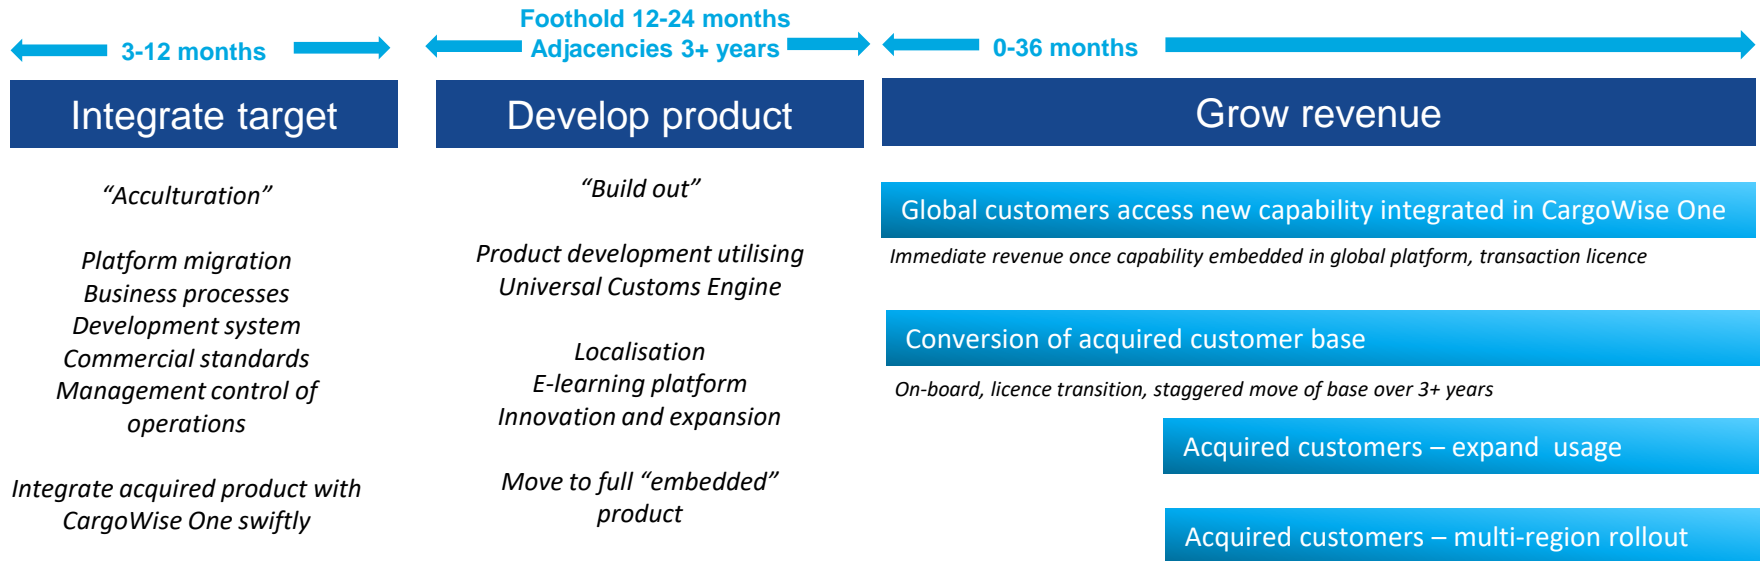 3-12 months
Foothold 12-24 months
Adjacencies 3+ years
0-36 months
Integrate target
Develop product
Grow revenue
“Acculturation”
Platform migration
Business processes
Development system
Commercial standards
Management control of
operations
Integrate acquired product with
CargoWise One swiftly
“Build out”
Product development utilising
Universal Customs Engine
Localisation
E-learning platform
Innovation and expansion
Move to full “embedded”
product
Global customers access new capability integrated in CargoWise One
Immediate revenue once capability embedded in global platform, transaction licence
Conversion of acquired customer base
On-board, licence transition, staggered move of base over 3+ years
Acquired customers – expand usage
Acquired customers – multi-region rollout